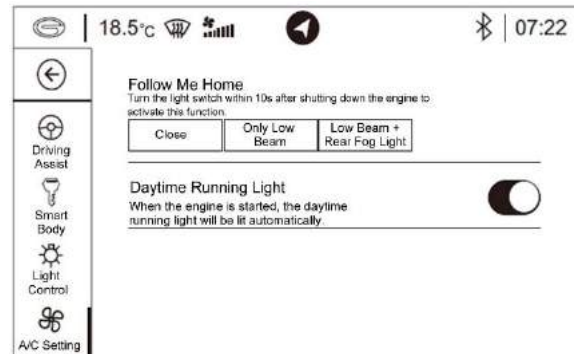 18.5°C
07:22
Follow Me Home
Turn the light switch within 10s after shutting down the engine to
activate this function.
Close
Only Low
Beam
Low Beam +
Rear Fog Light
Daytime Running Light
When the engine is started, the daytime
running light will be lit automatically.
Driving
Assist
Smart
Body
Light
Control
A/C Setting